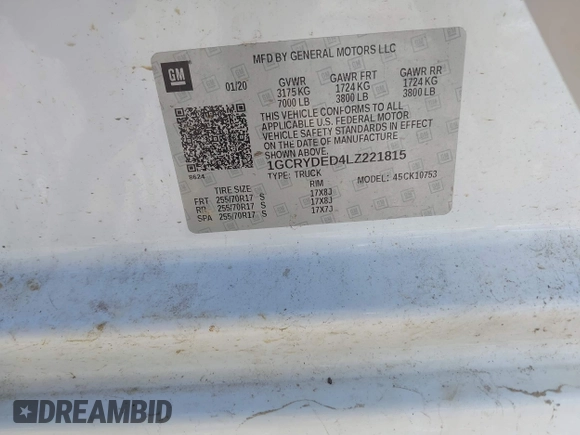 MFD BY GENERAL MOTORS LLC
GM
01/20
GVWR GAWR FRT GAWR RR
3175 KG 1724 KG 1724 KG
7000 LB 3800 LB 3800 LB
THIS VEHICLE CONFORMS TO ALL
APPLICABLE U.S. FEDERAL MOTOR
VEHICLE SAFETY STANDARDS IN EFFECT
ON THE DATE OF MANUFACTURE
SHOWN ABOVE.
1GCRYDED4LZ221815
TYPE: TRUCK MODEL: 4SCK10753
S624
TIRE SIZE RIM
FRT 255/70R17 S 17X8J
RR 255/70R17 S 17X8J
SPA 255/70R17 S 17X7J
DREAMBID